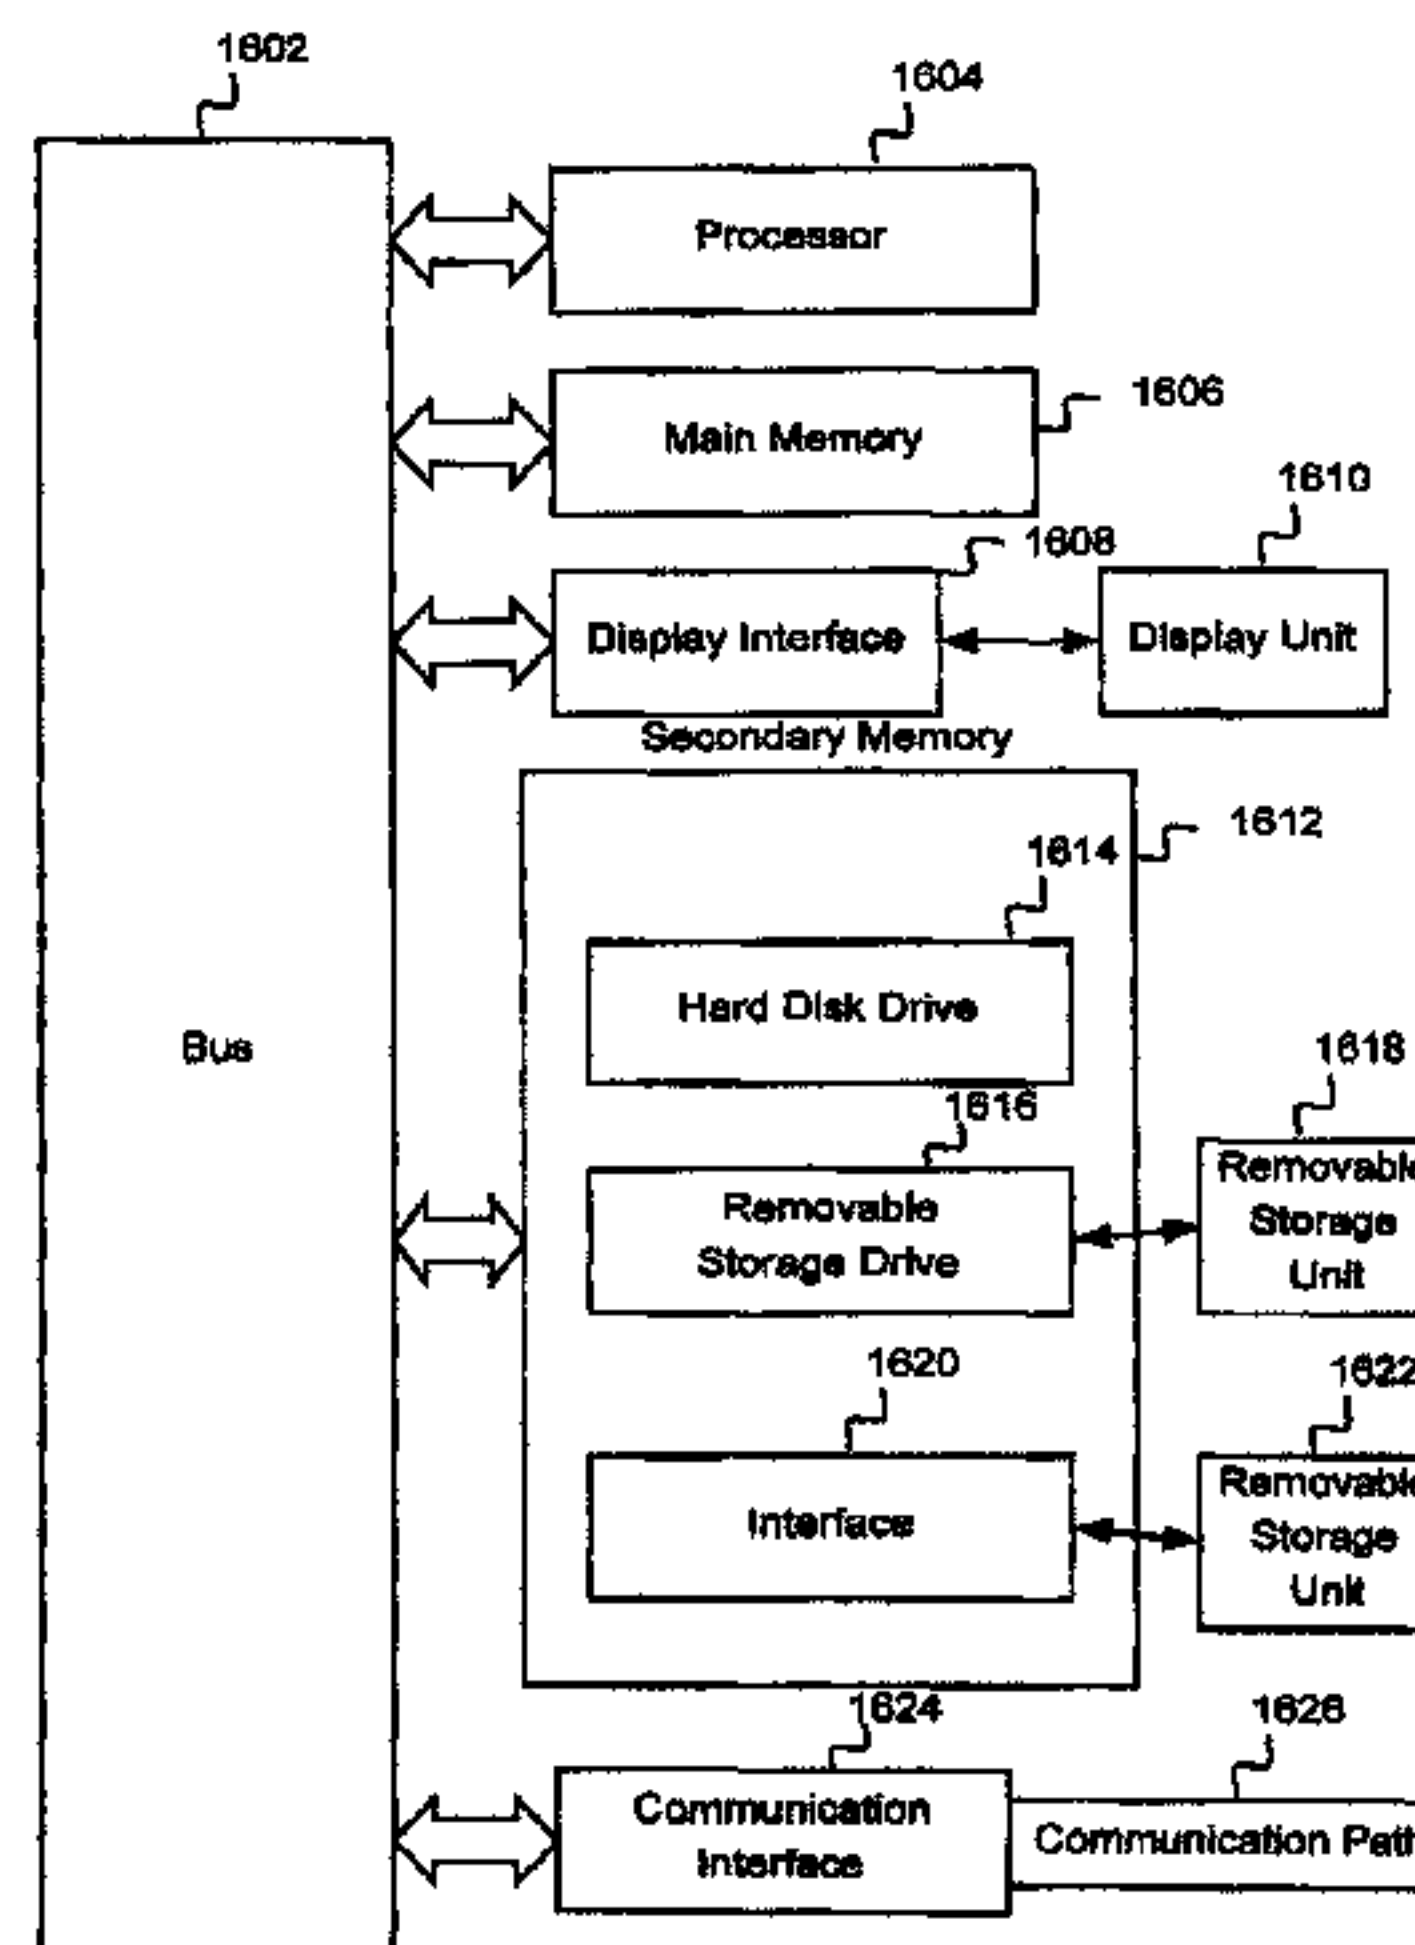 1602
1604
Processor
Main Memory
1606
1610
1608
Display Interface
Display Unit
Secondary Memory
1612
1614
Hard Disk Drive
Bus
1618
1616
Removable
Storage
Unit
Removable
Storage Drive
1620
1622
Interface
Storage
Unit
1624
1626
Communication
Interface
Communication